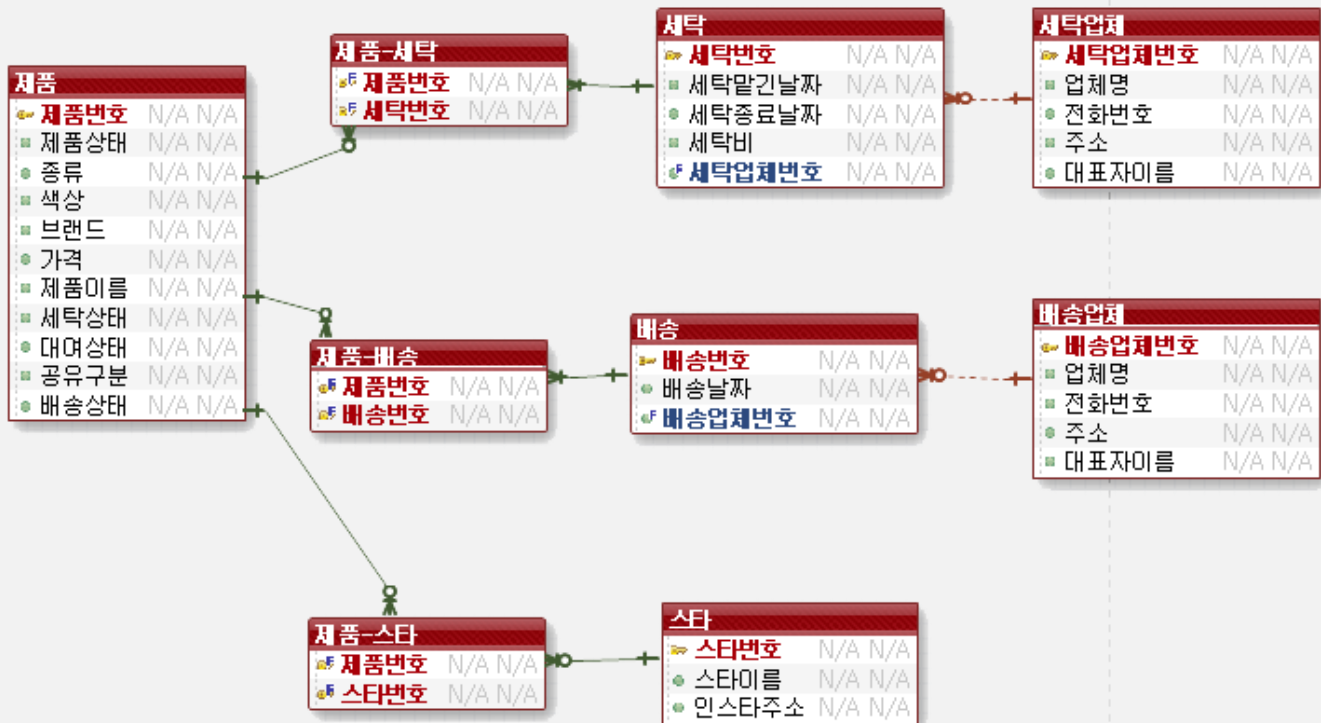 제품
제품번호 N/A N/A
제품상태 N/A N/A
종류 N/A N/A
색상 N/A N/A
브랜드 N/A N/A
가격 N/A N/A
제품이름 N/A N/A
세탁상태 N/A N/A
대여상태 N/A N/A
공유구분 N/A N/A
배송상태 N/A N/A
제품-세탁
제품번호 N/A N/A
세탁번호 N/A N/A
세탁
세탁번호 N/A N/A
세탁맡긴날짜 N/A N/A
세탁종료날짜 N/A N/A
세탁비 N/A N/A
세탁업체번호 N/A N/A
세탁업체
세탁업체번호 N/A N/A
업체명 N/A N/A
전화번호 N/A N/A
주소 N/A N/A
대표자이름 N/A N/A
제품-배송
제품번호 N/A N/A
배송번호 N/A N/A
배송
배송번호 N/A N/A
배송날짜 N/A N/A
배송업체번호 N/A N/A
배송업체
배송업체번호 N/A N/A
업체명 N/A N/A
전화번호 N/A N/A
주소 N/A N/A
대표자이름 N/A N/A
제품-스타
제품번호 N/A N/A
스타번호 N/A N/A
스타
스타번호 N/A N/A
스타이름 N/A N/A
인스타주소 N/A N/A